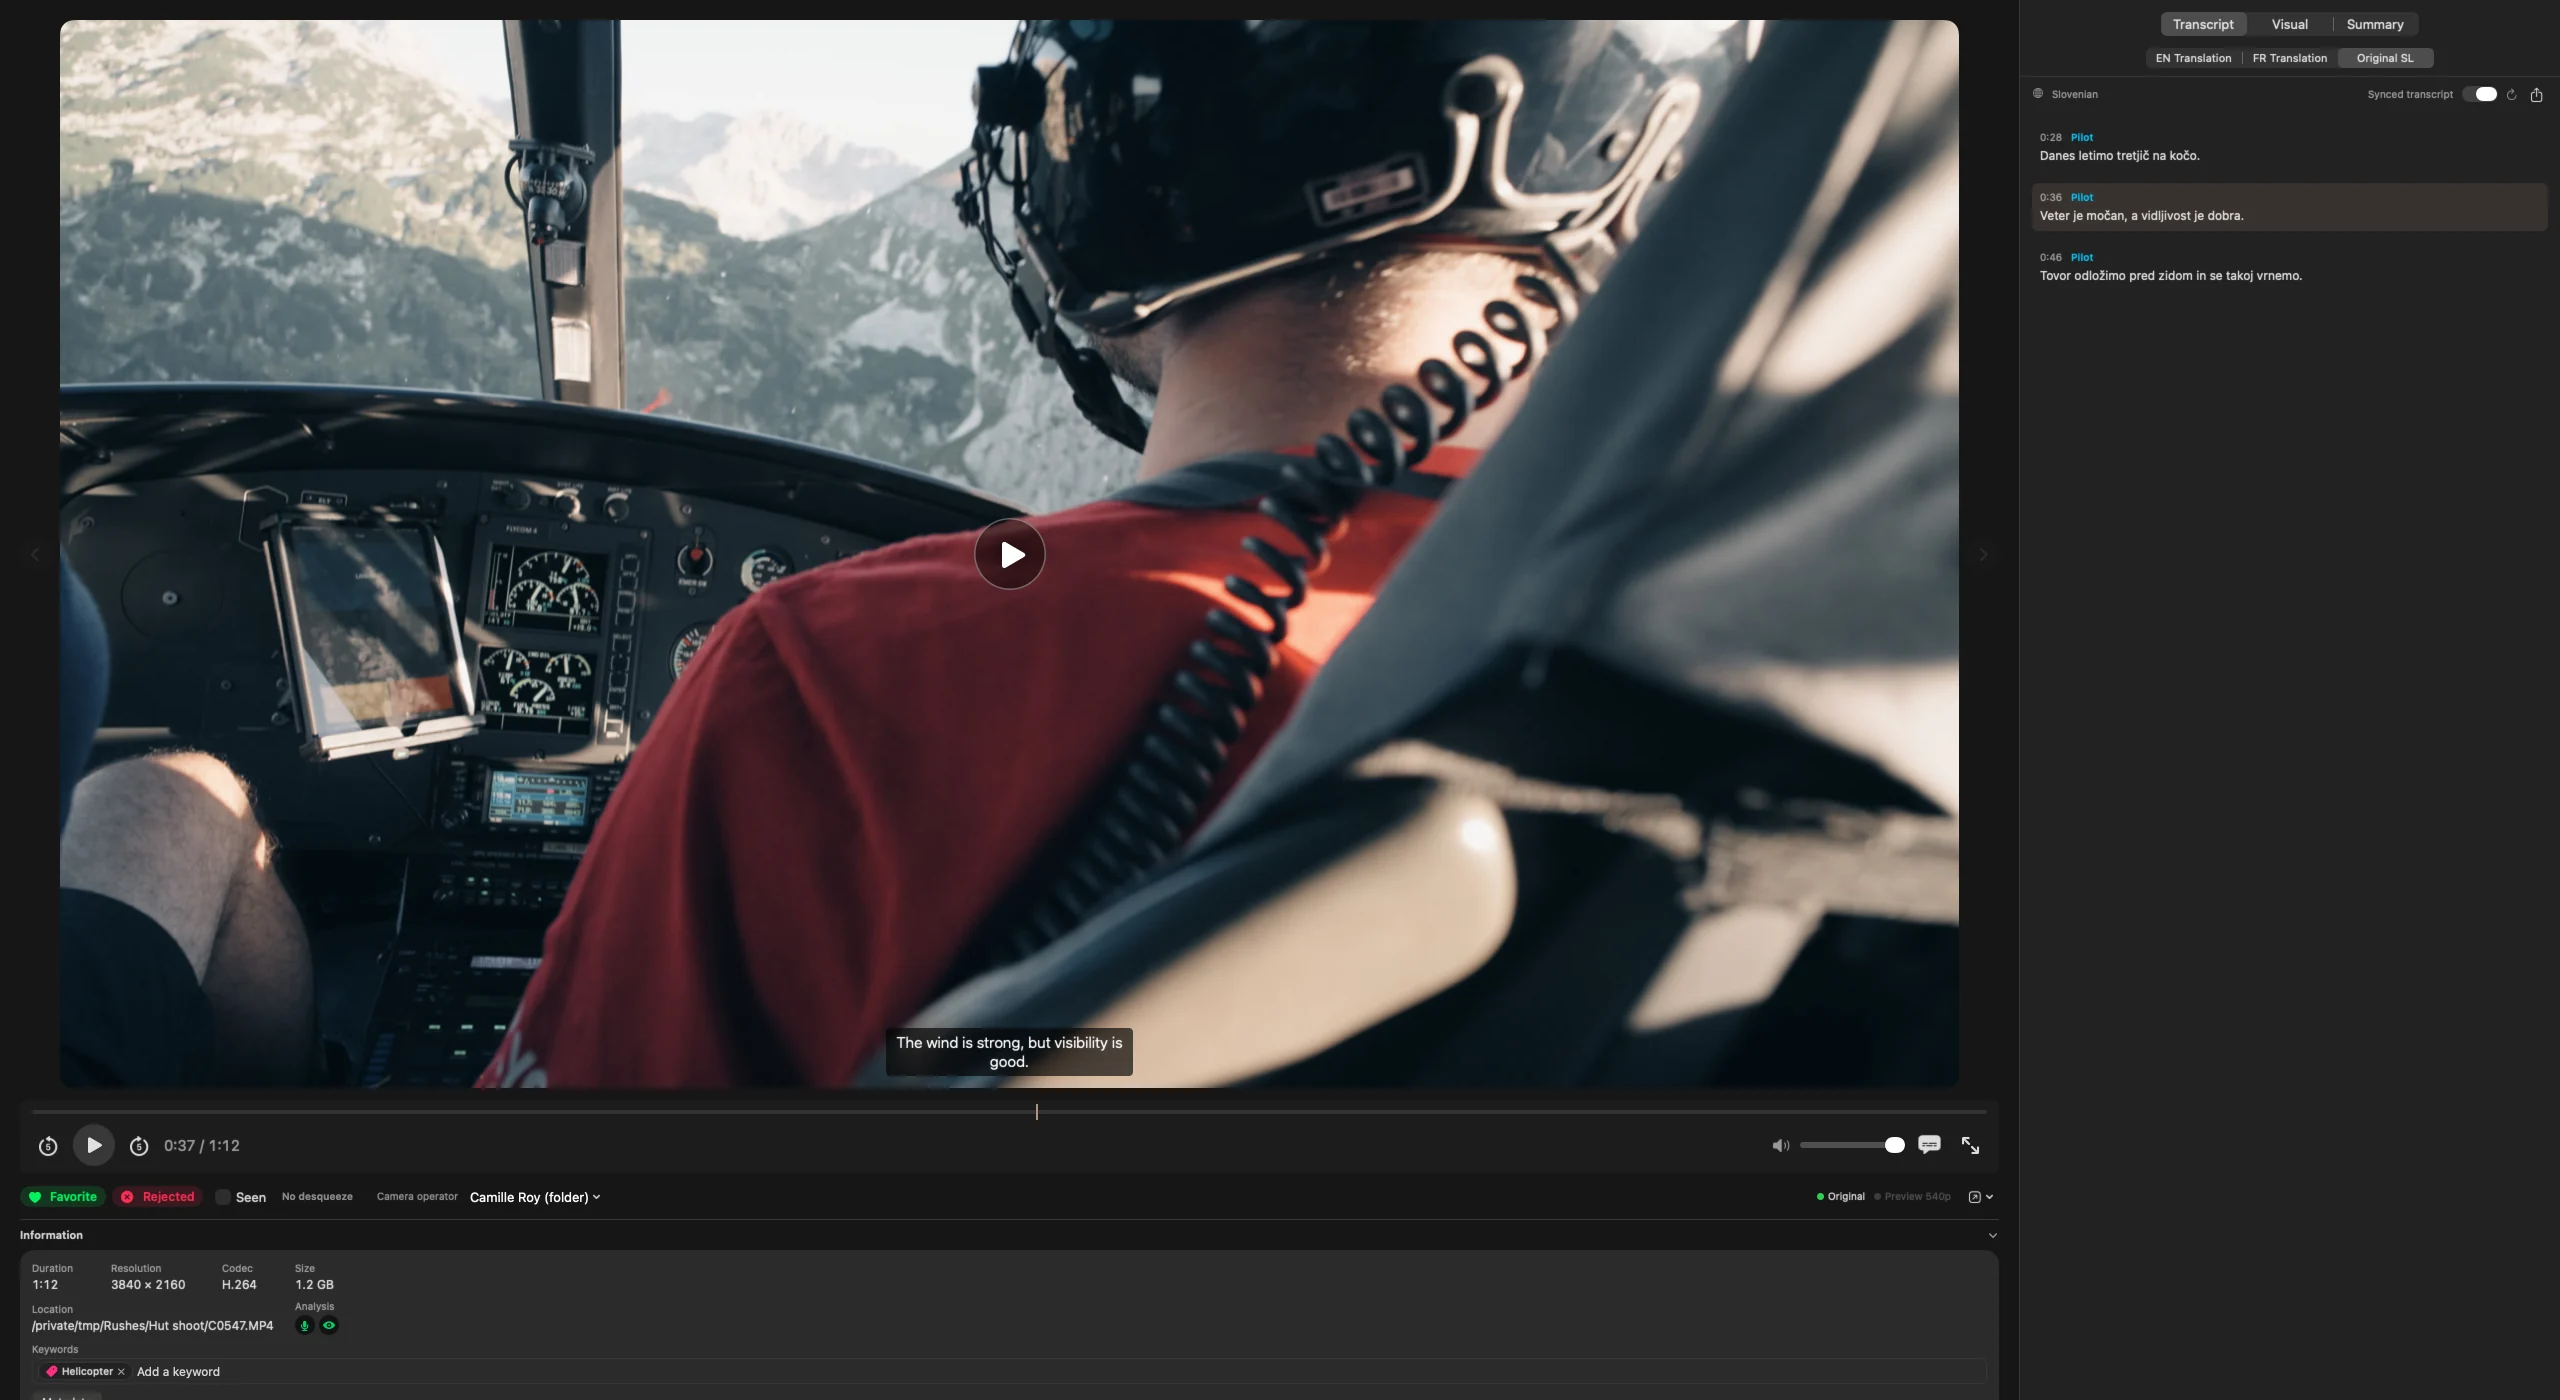 Transcript
Visual
Summary
EN Translation
FR Translation
Original SL
Slovenian
Synced transcript
0:28 Pilot
Danes letimo tretjič na kočo.
0:36 Pilot
Veter je močan, a vidljivost je dobra.
0:46 Pilot
Tovor odložimo pred zidom in se takoj vrnemo.
FLYCOM 4
The wind is strong, but visibility is
good.
5
5
0:37 / 1:12
Favorite
Rejected
Seen
No desqueeze
Camera operator
Camille Roy (folder)
Original
Preview 540p
Information
Duration
1:12
Resolution
3840 × 2160
Codec
H.264
Size
1.2 GB
Location
/private/tmp/Rushes/Hut shoot/C0547.MP4
Analysis
Keywords
Helicopter
Add a keyword